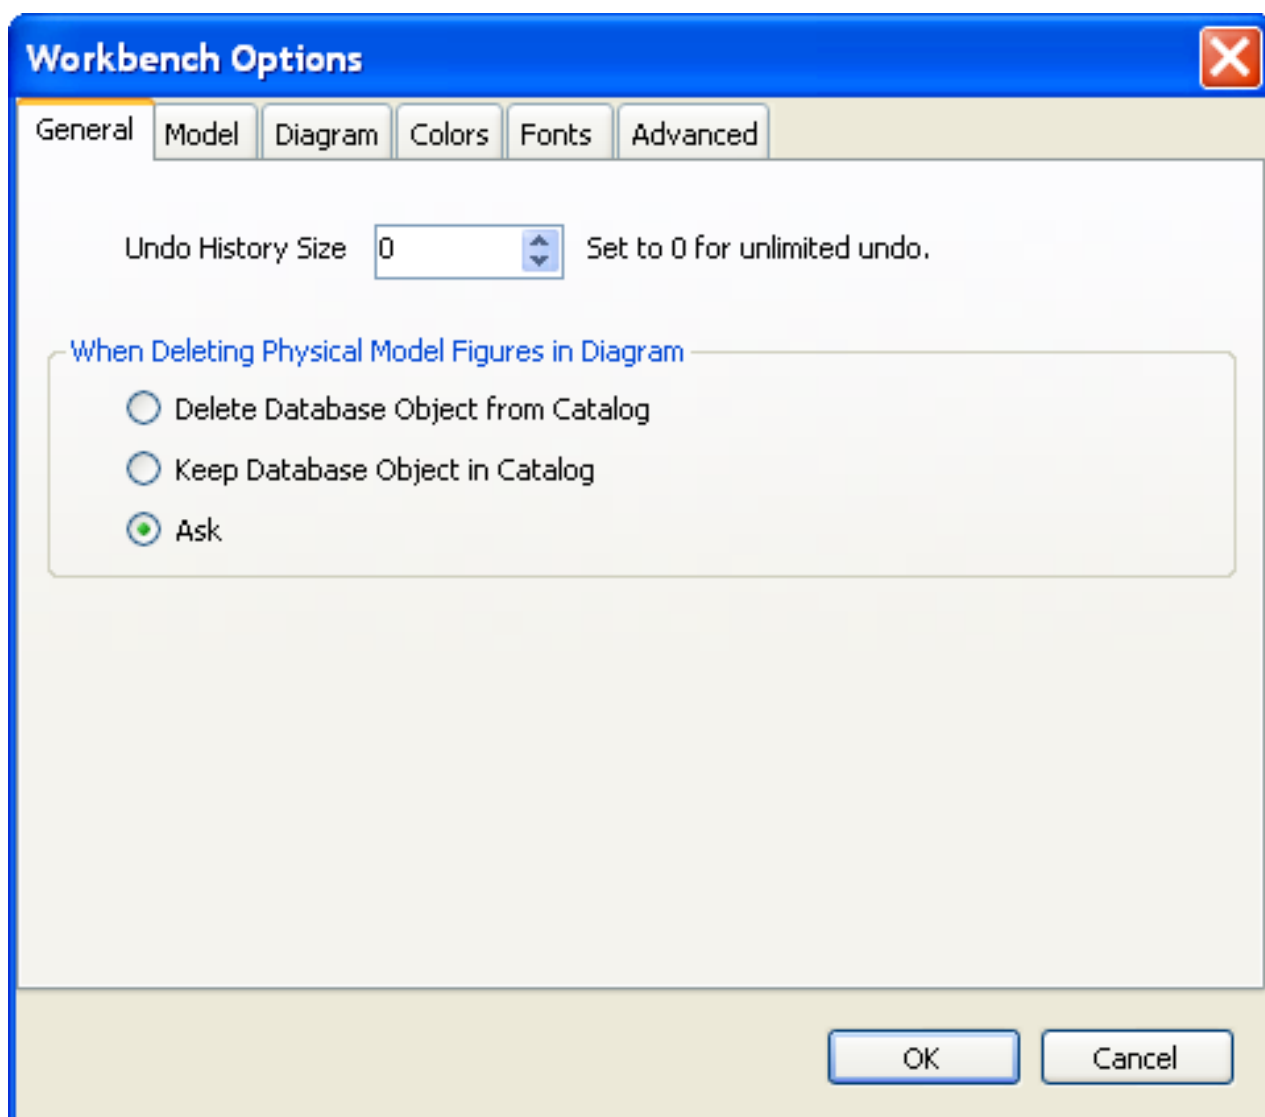 Workbench Options
General Model Diagram Colors Fonts Advanced
Undo History Size 0 Set to 0 for unlimited undo.
When Deleting Physical Model Figures in Diagram
Delete Database Object from Catalog
Keep Database Object in Catalog
Ask
OK Cancel